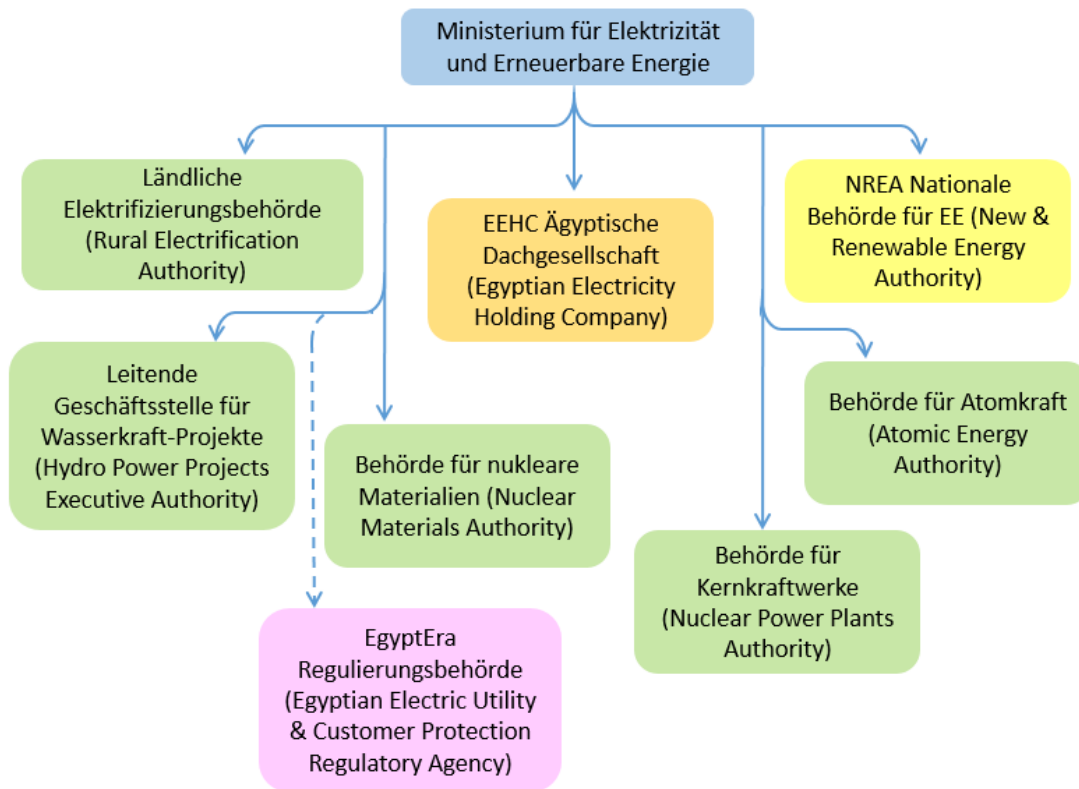 Ministerium für Elektrizität
und Erneuerbare Energie
Ländliche
Elektrifizierungsbehörde
(Rural Electrification
Authority)
EEHC Ägyptische
Dachgesellschaft
(Egyptian Electricity
Holding Company)
NREA Nationale
Behörde für EE (New &
Renewable Energy
Authority)
Leitende
Geschäftsstelle für
Wasserkraft-Projekte
(Hydro Power Projects
Executive Authority)
Behörde für nukleare
Materialien (Nuclear
Materials Authority)
Behörde für Atomkraft
(Atomic Energy
Authority)
Behörde für
Kernkraftwerke
(Nuclear Power Plants
Authority)
EgyptEra
Regulierungsbehörde
(Egyptian Electric Utility
& Customer Protection
Regulatory Agency)